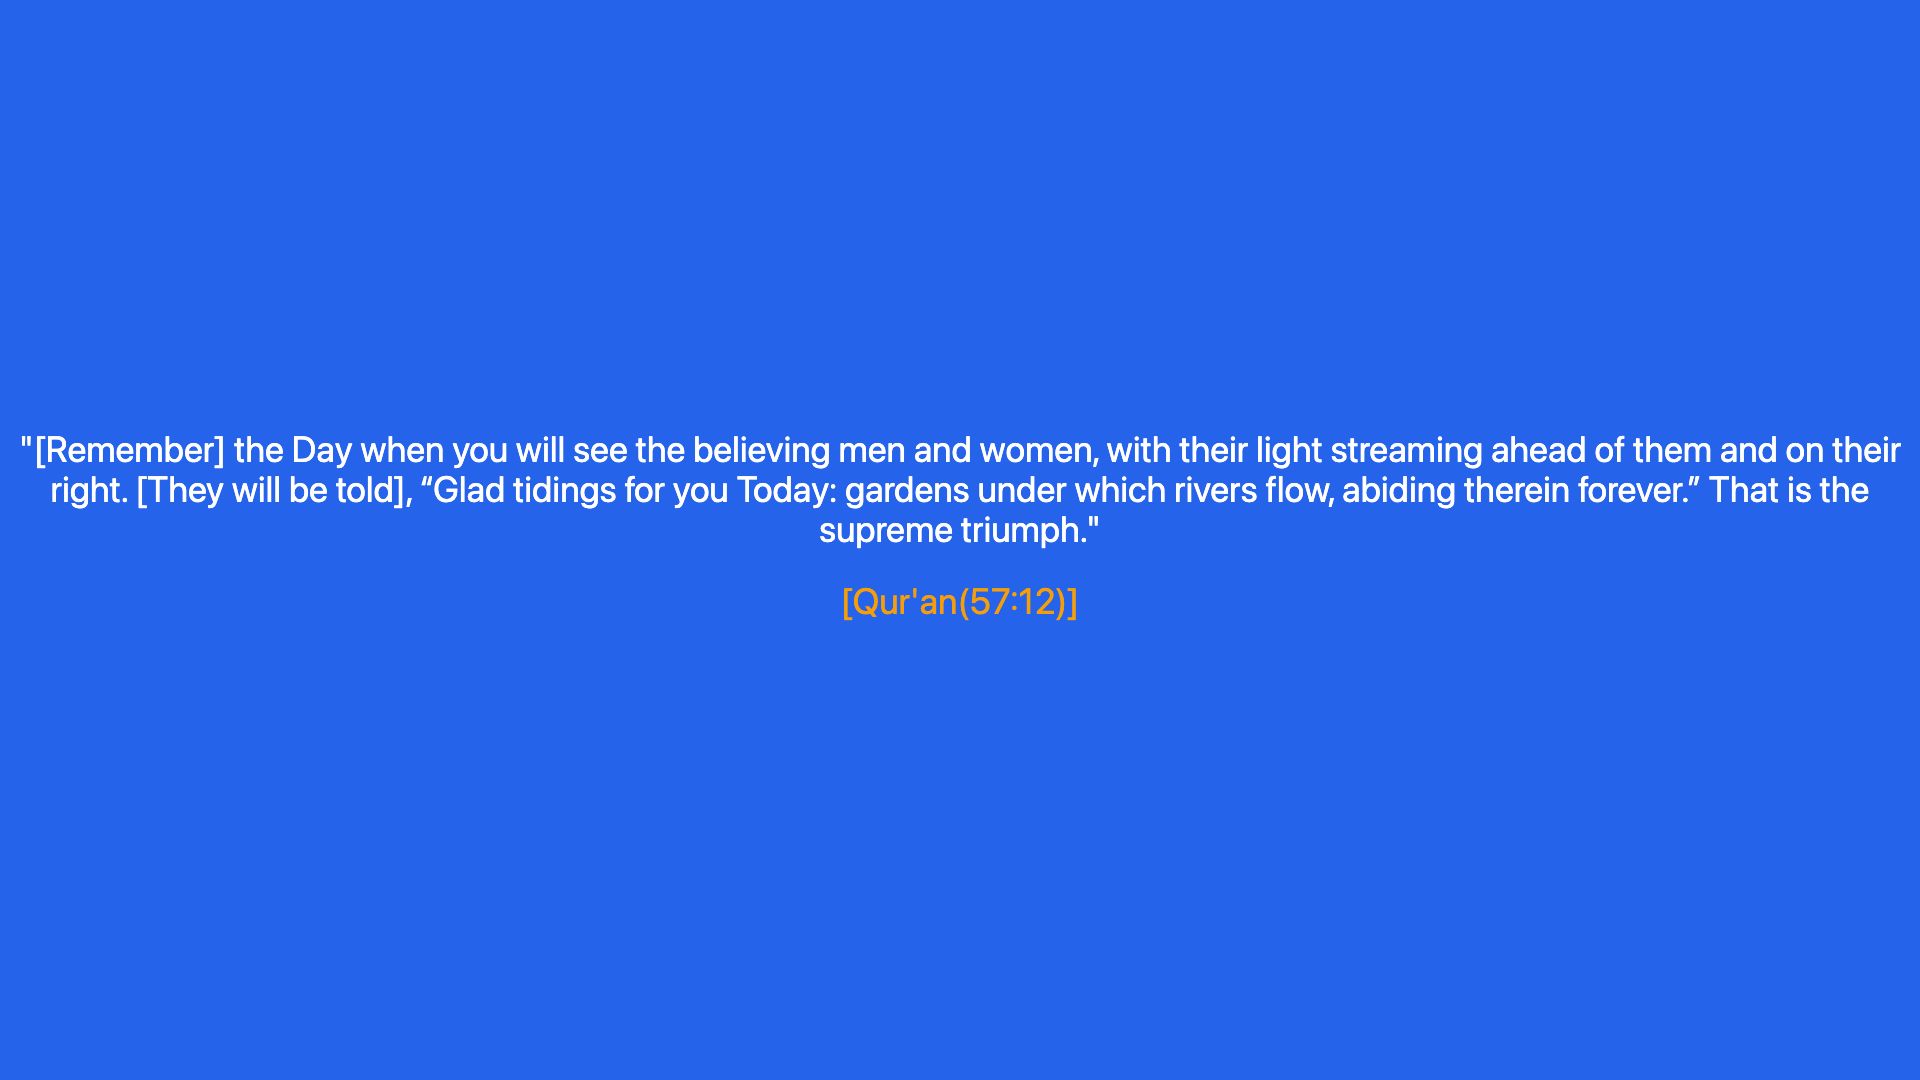 "[Remember] the Day when you will see the believing men and women, with their light streaming ahead of them and on their
right. [They will be told], “Glad tidings for you Today: gardens under which rivers flow, abiding therein forever.” That is the
supreme triumph."
[Qur'an(57:12)]